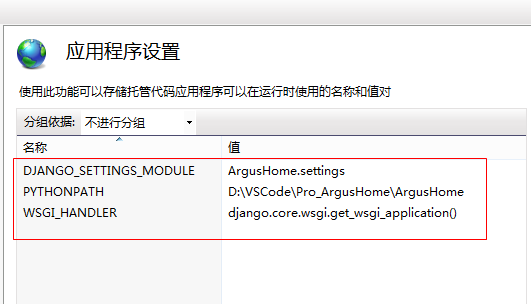 应用程序设置
使用此功能可以存储托管代码应用程序可以在运行时使用的名称和值对
分组依据: 不进行分组
名称 值
DJANGO_SETTINGS_MODULE ArgusHome.settings
PYTHONPATH D:\VSCode\Pro_ArgusHome\ArgusHome
WSGI_HANDLER django.core.wsgi.get_wsgi_application()